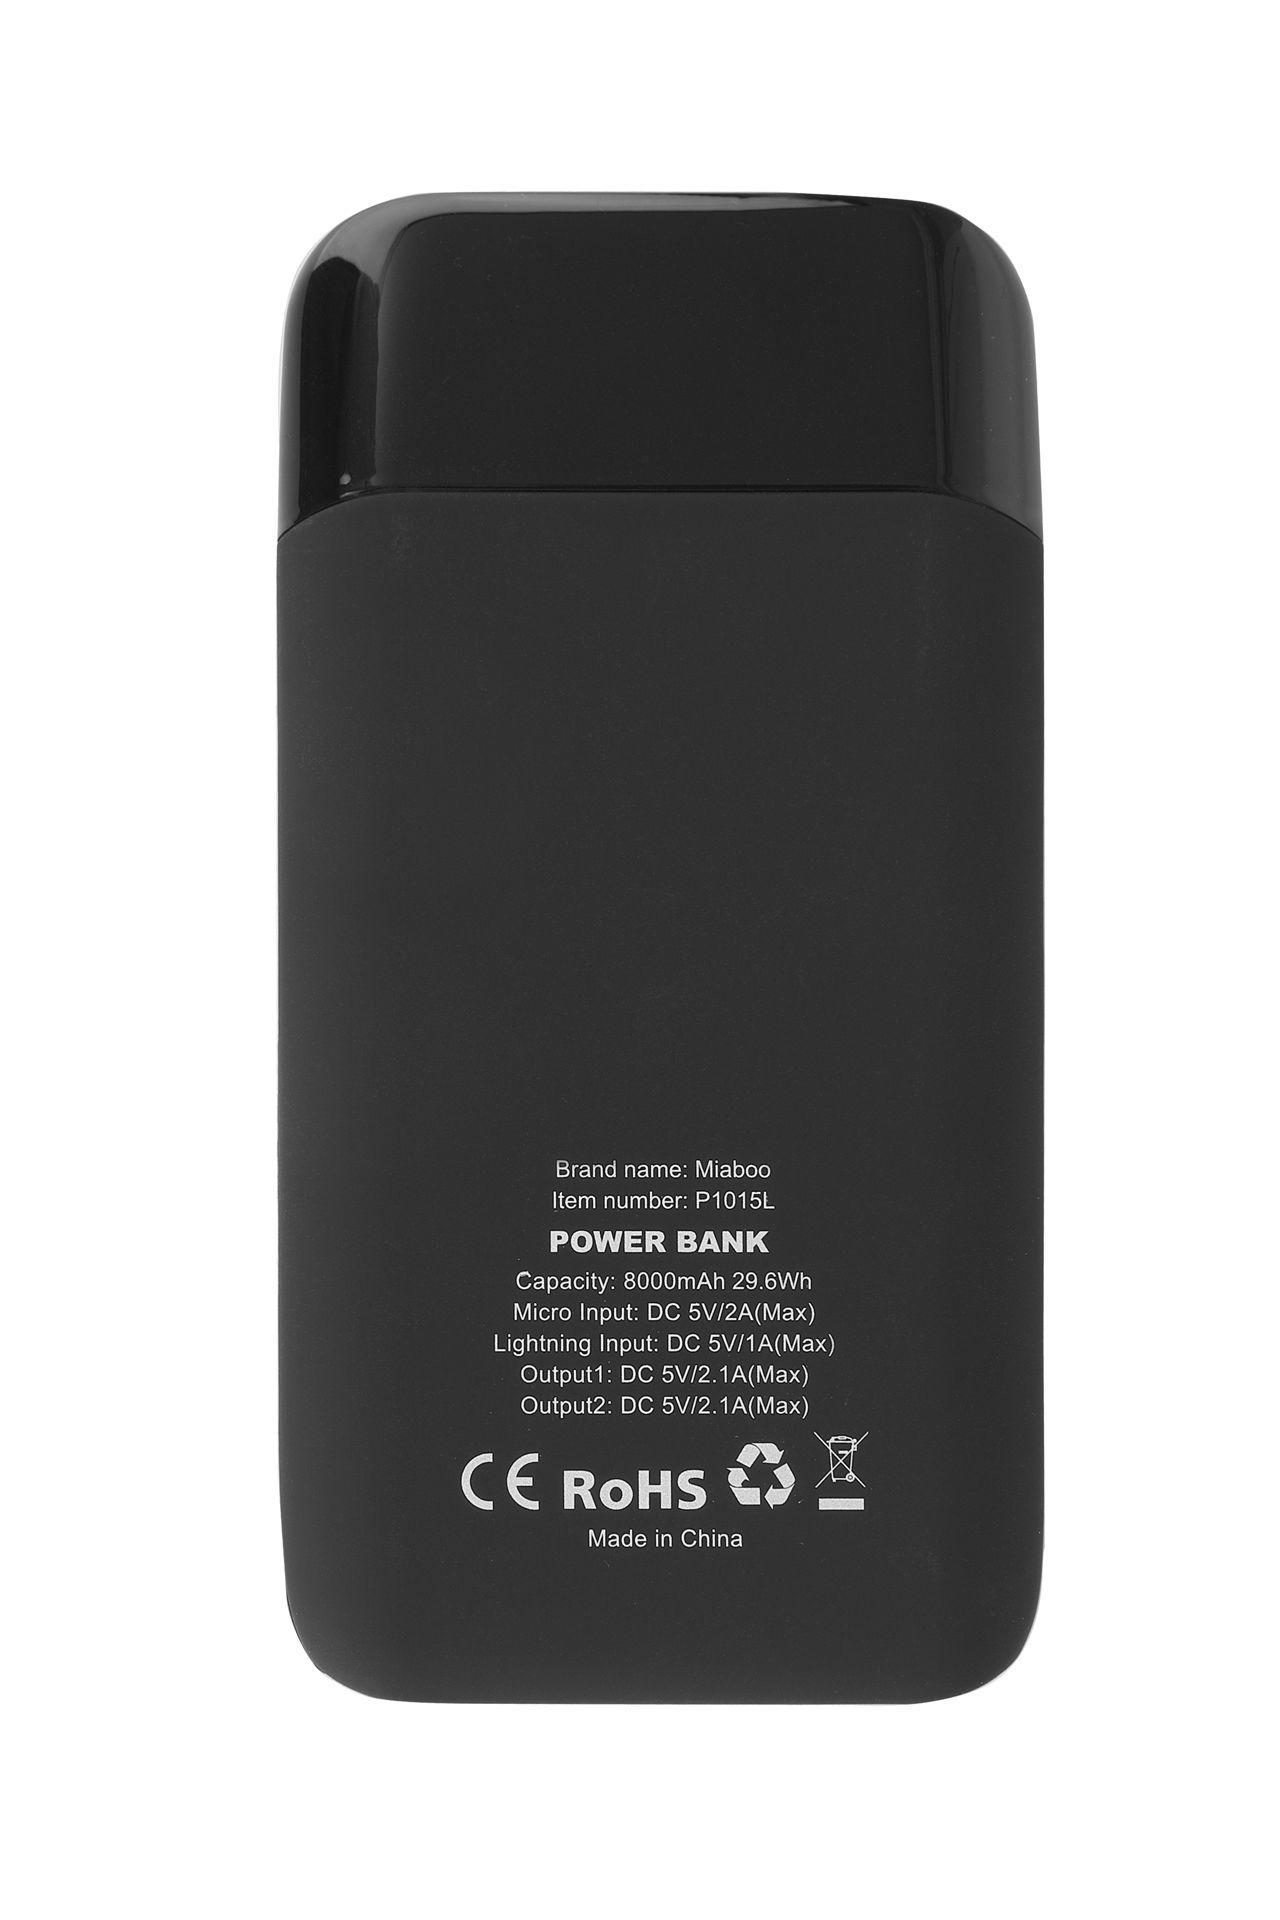 Brand name: Miaboo
Item number: P1015L
POWER BANK
Capacity: 8000mAh 29.6Wh
Micro Input: DC 5V/2A(Max)
Lightning Input: DC 5V/1A(Max)
Output1: DC 5V/2.1A(Max)
Output2: DC 5V/2.1A(Max)
CE RoHS
Made in China